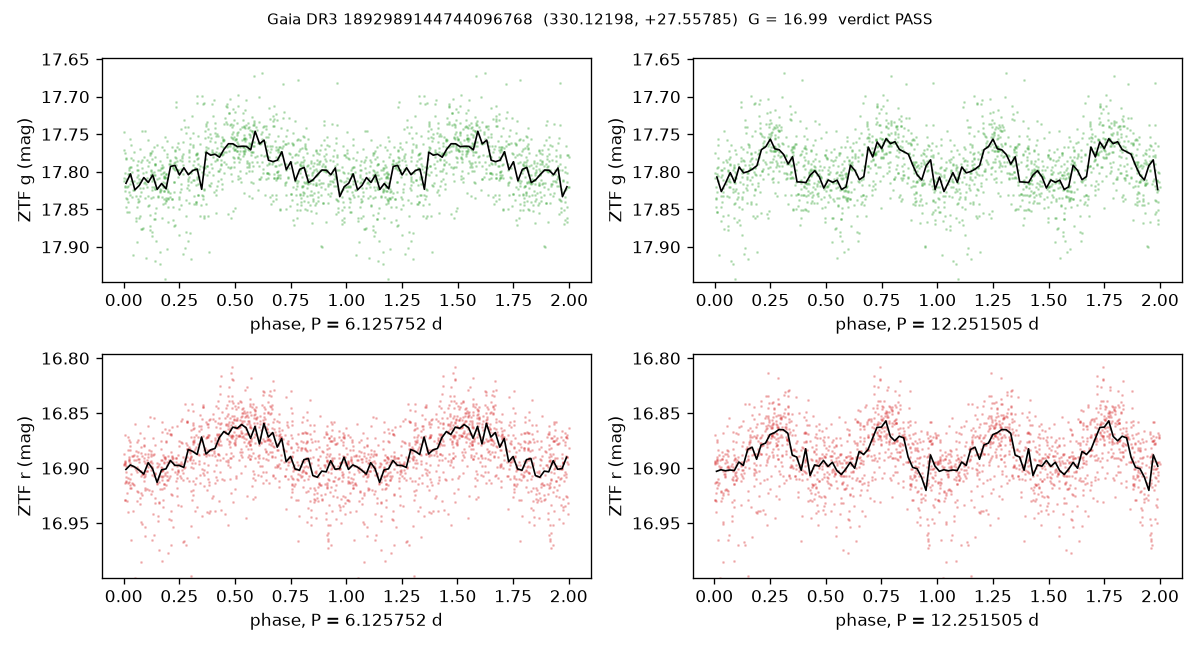 Gaia DR3 1892989144744096768  (330.12198, +27.55785)  G = 16.99  verdict PASS
17.65
17.70
17.75
17.80
17.85
17.90
ZTF g (mag)
0.00 0.25 0.50 0.75 1.00 1.25 1.50 1.75 2.00
phase, P = 6.125752 d
17.65
17.70
17.75
17.80
17.85
17.90
ZTF g (mag)
0.00 0.25 0.50 0.75 1.00 1.25 1.50 1.75 2.00
phase, P = 12.251505 d
16.80
16.85
16.90
16.95
ZTF r (mag)
0.00 0.25 0.50 0.75 1.00 1.25 1.50 1.75 2.00
phase, P = 6.125752 d
16.80
16.85
16.90
16.95
ZTF r (mag)
0.00 0.25 0.50 0.75 1.00 1.25 1.50 1.75 2.00
phase, P = 12.251505 d